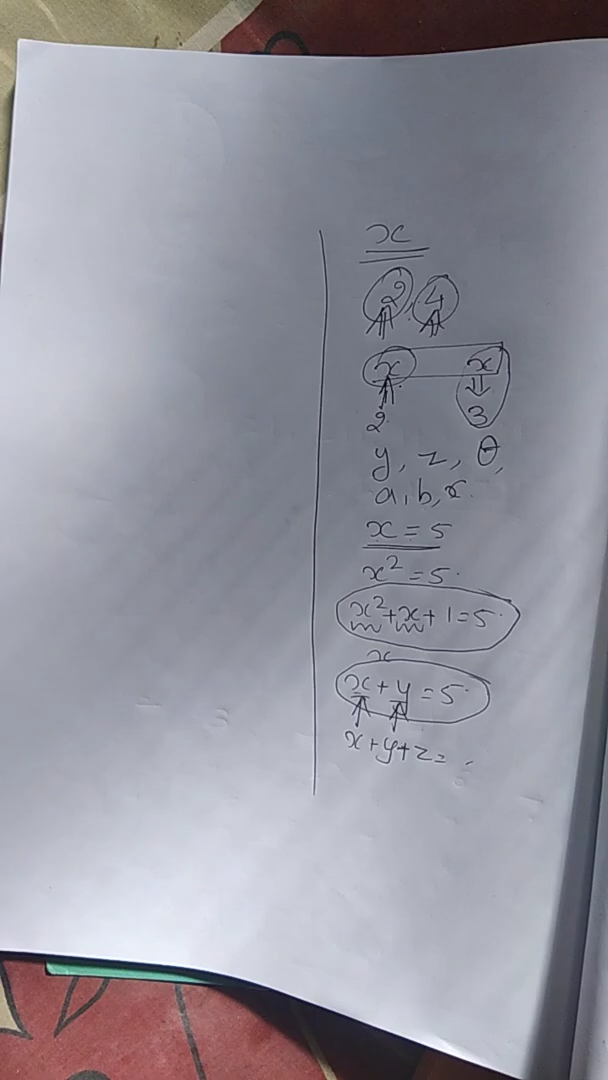 x
2, 4
x x
2 3
y, z, θ,
a, b, x.
x = 5
x² = 5.
x² + x + 1 = 5.
x
x + y = 5.
x + y + z =